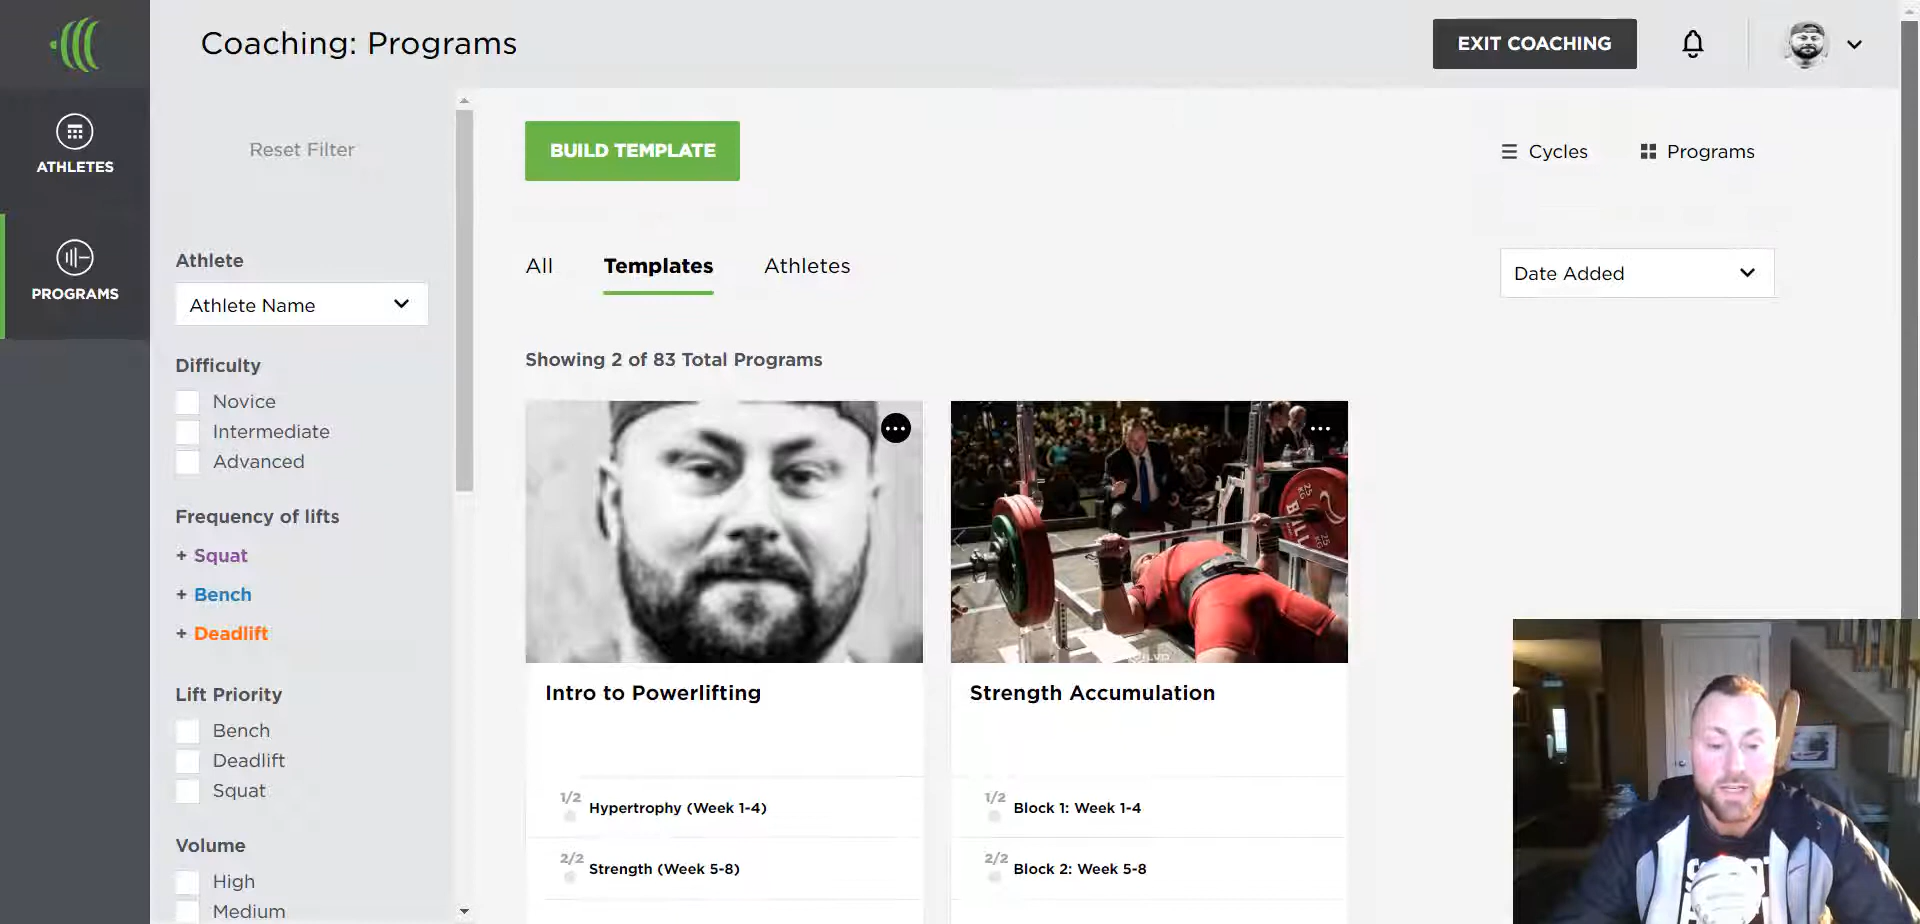 Coaching: Programs
EXIT COACHING
ATHLETES
PROGRAMS
Reset Filter
Athlete
Athlete Name
Difficulty
Novice
Intermediate
Advanced
Frequency of lifts
+ Squat
+ Bench
+ Deadlift
Lift Priority
Bench
Deadlift
Squat
Volume
High
Medium
BUILD TEMPLATE
Cycles
Programs
All
Templates
Athletes
Date Added
Showing 2 of 83 Total Programs
Intro to Powerlifting
1/2 Hypertrophy (Week 1-4)
2/2 Strength (Week 5-8)
Strength Accumulation
1/2 Block 1: Week 1-4
2/2 Block 2: Week 5-8